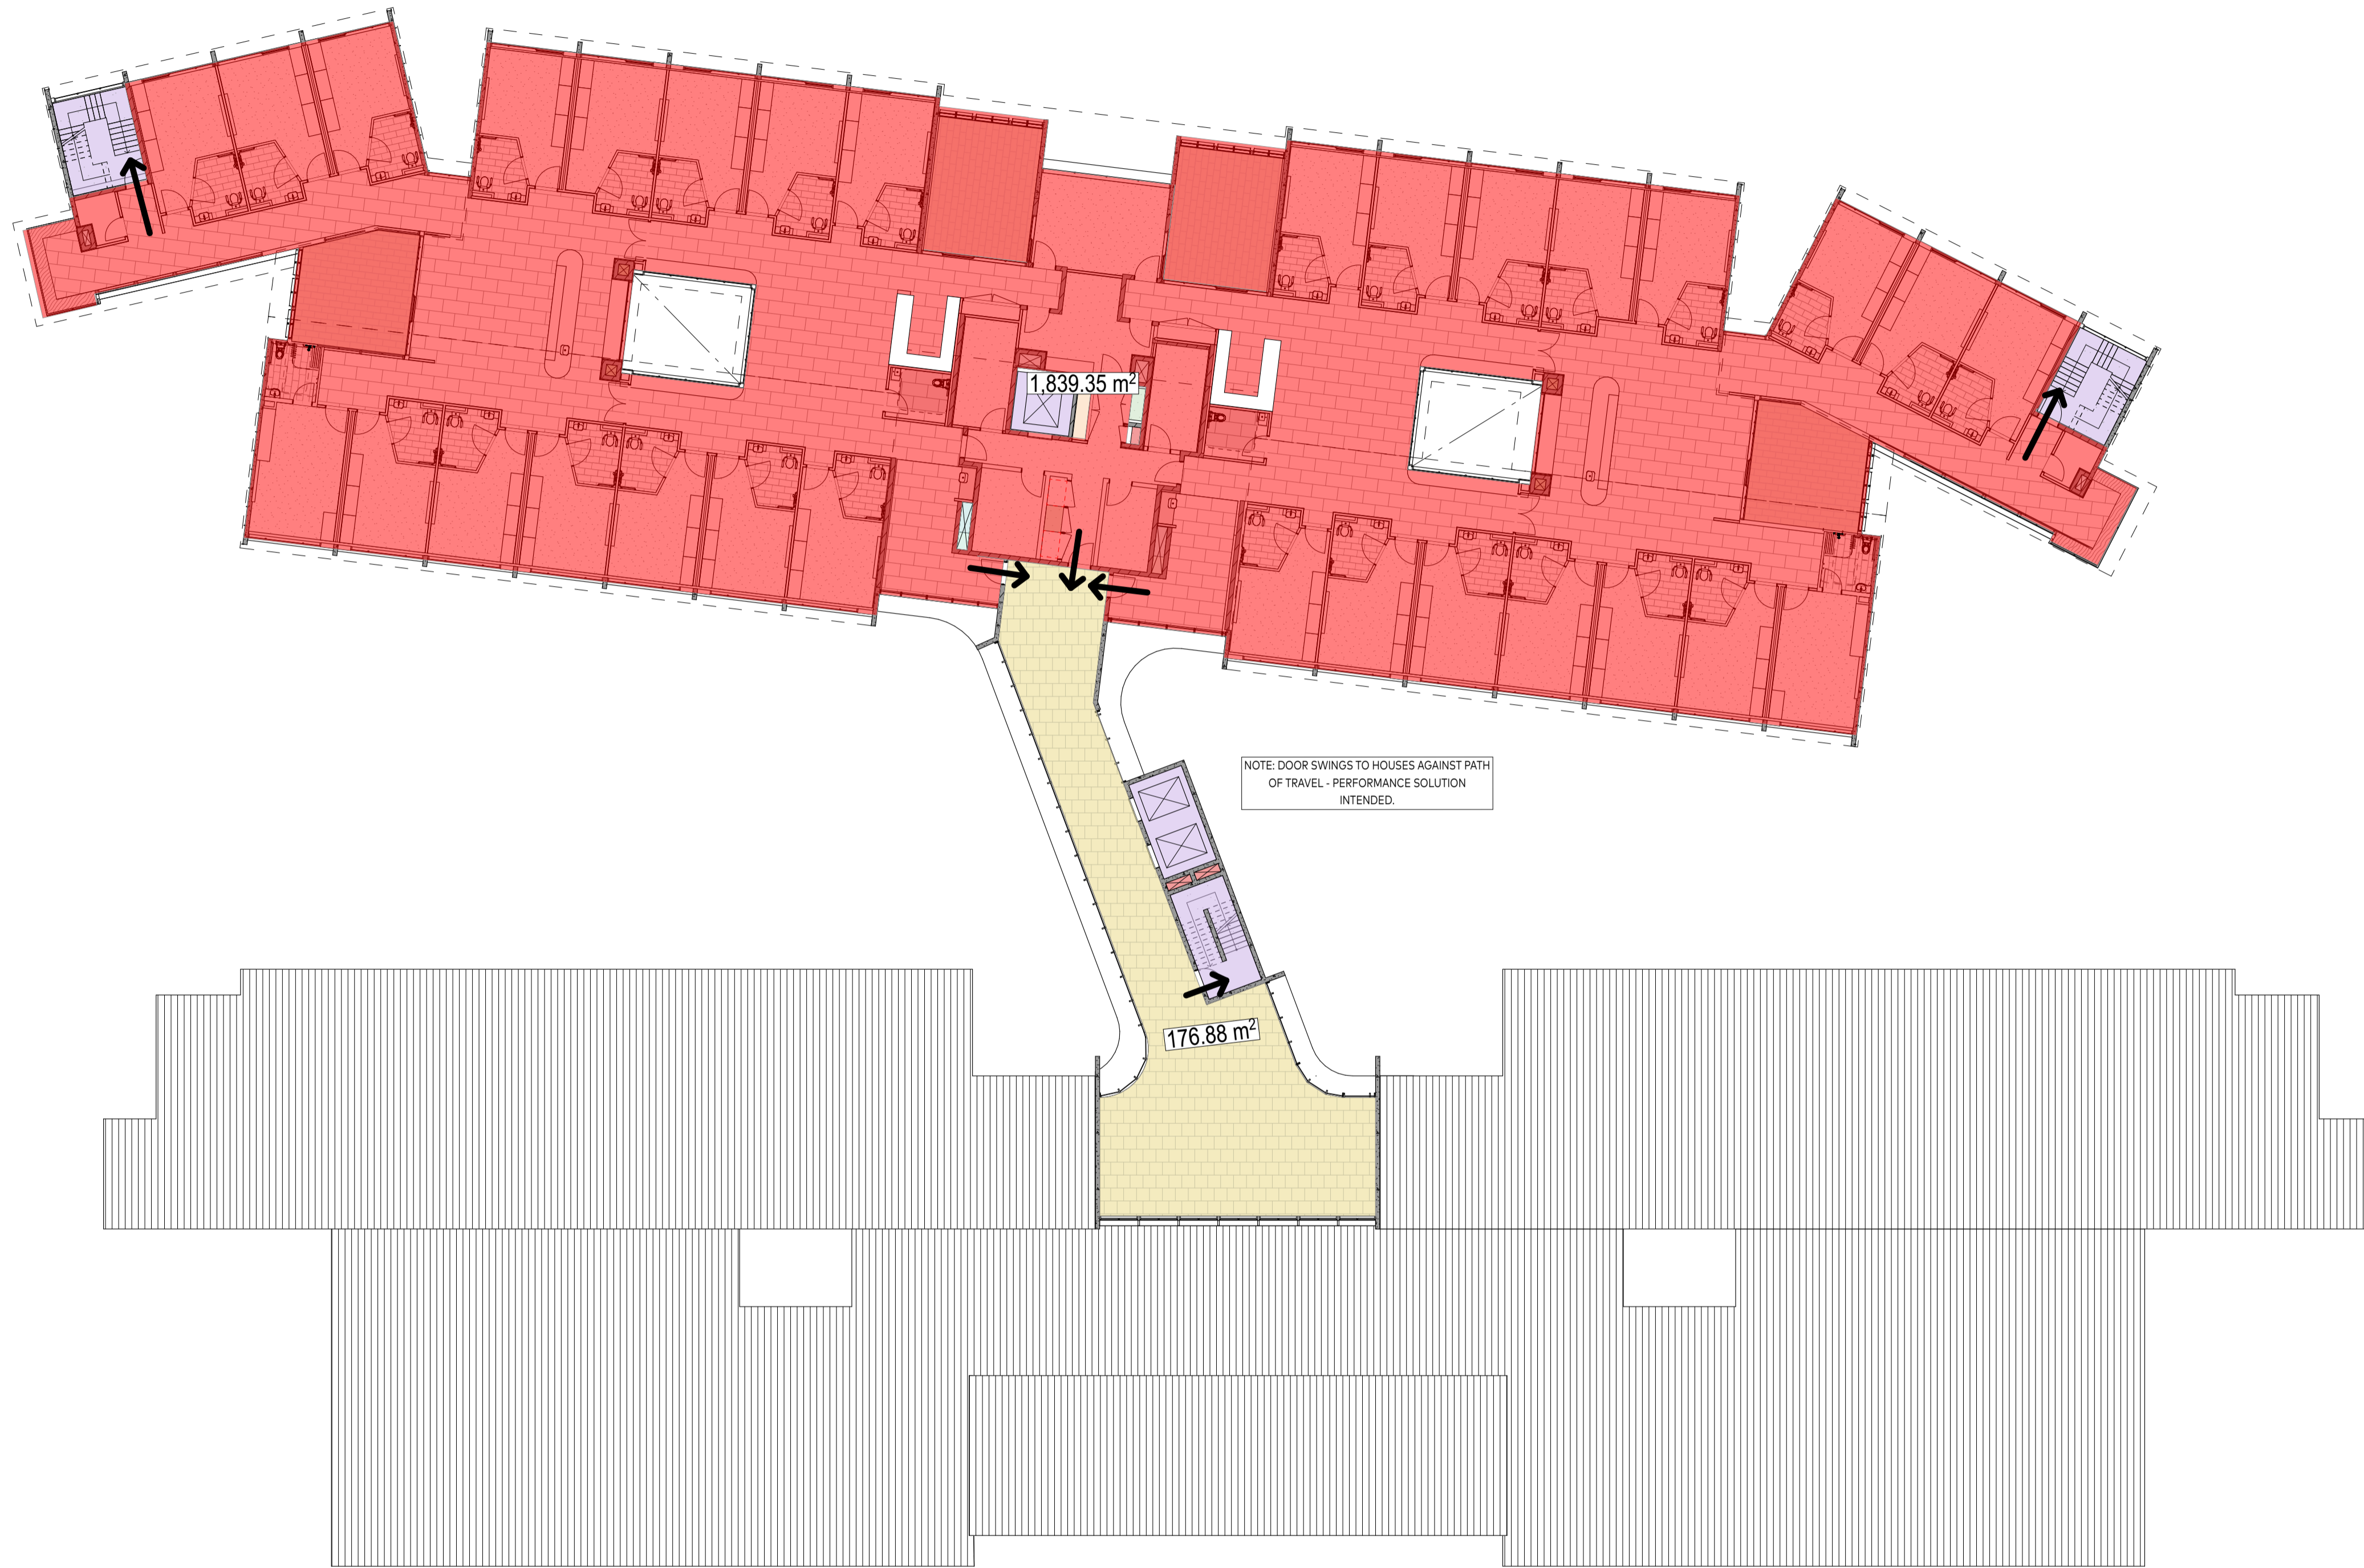 1,839.35 m²
NOTE: DOOR SWINGS TO HOUSES AGAINST PATH
OF TRAVEL - PERFORMANCE SOLUTION
INTENDED.
176.88 m²